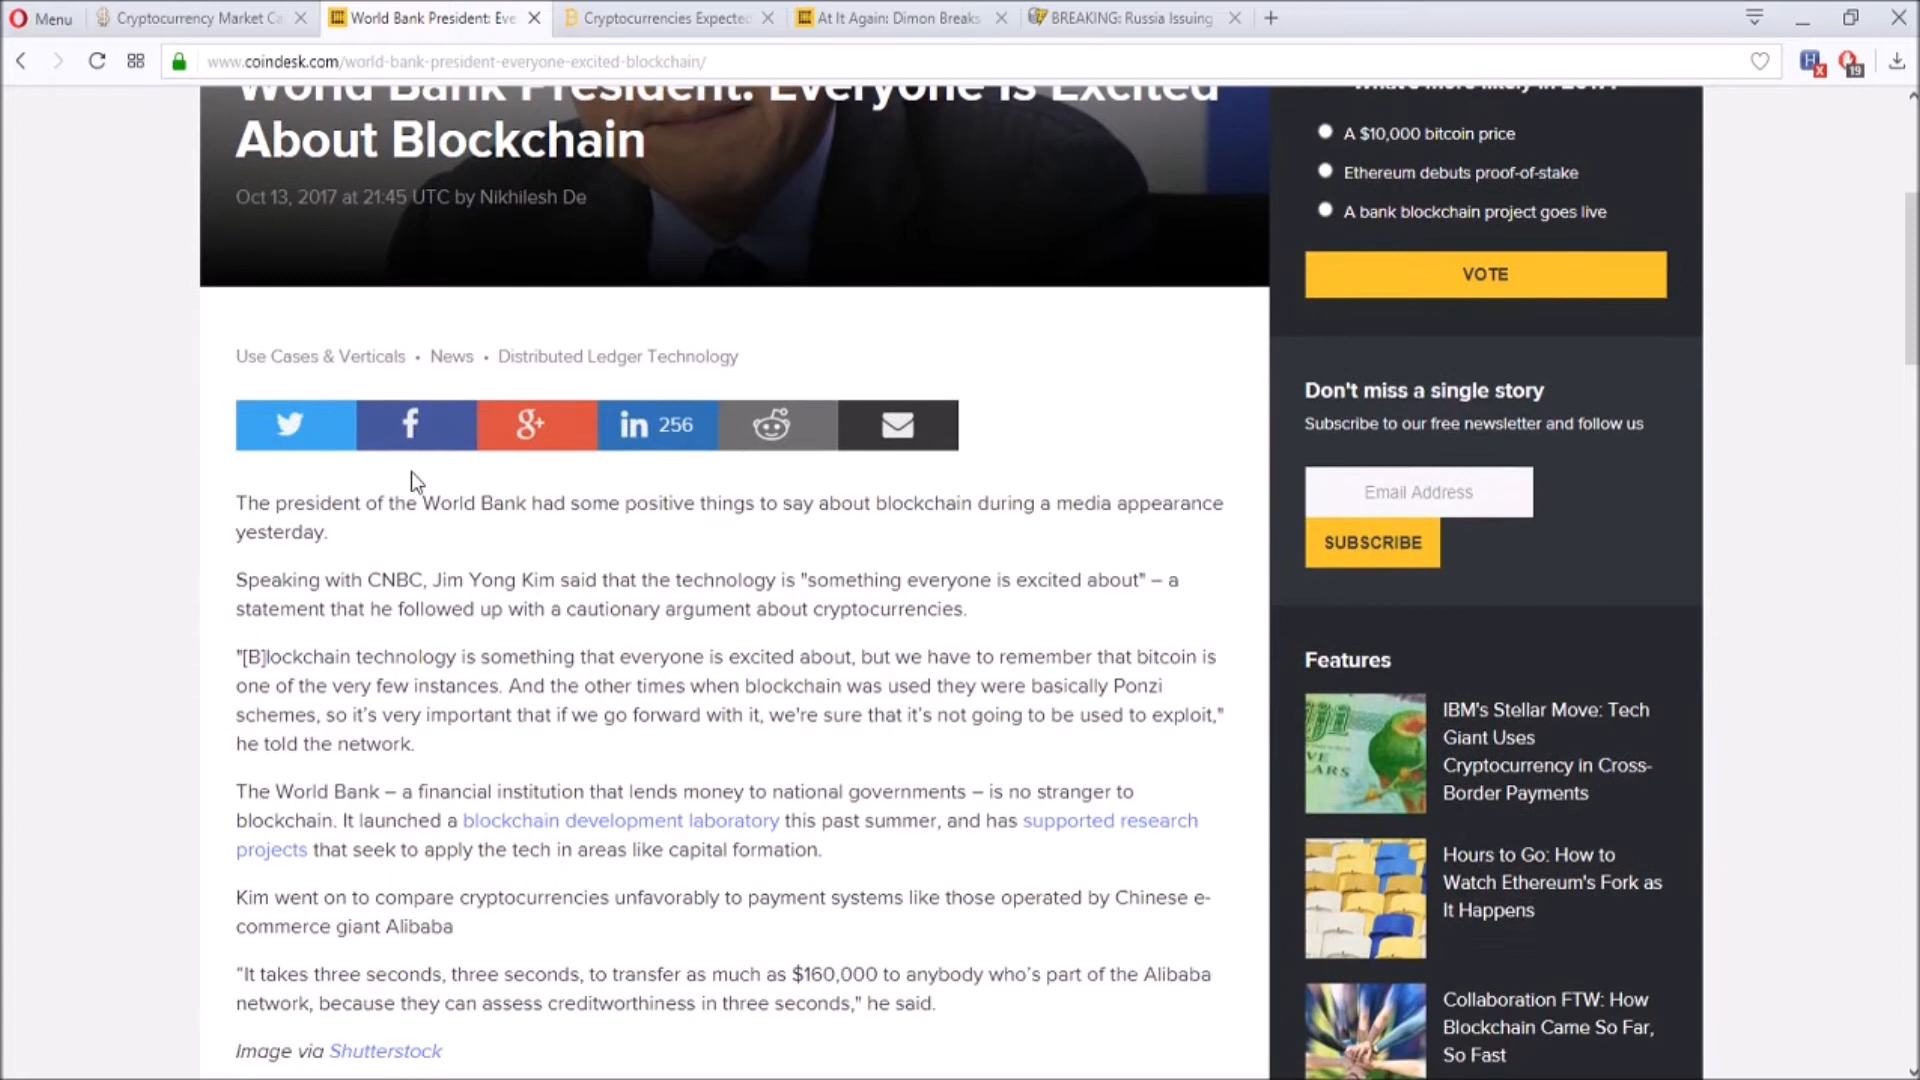 Menu
Cryptocurrency Market Ca
World Bank President: Eve
Cryptocurrencies Expected
At It Again: Dimon Breaks
BREAKING: Russia Issuing
www.coindesk.com/world-bank-president-everyone-excited-blockchain/
19
World Bank President: Everyone Is Excited
About Blockchain
Oct 13, 2017 at 21:45 UTC by Nikhilesh De
Use Cases & Verticals • News • Distributed Ledger Technology
in 256
The president of the World Bank had some positive things to say about blockchain during a media appearance
yesterday.
Speaking with CNBC, Jim Yong Kim said that the technology is "something everyone is excited about" – a
statement that he followed up with a cautionary argument about cryptocurrencies.
"[B]lockchain technology is something that everyone is excited about, but we have to remember that bitcoin is
one of the very few instances. And the other times when blockchain was used they were basically Ponzi
schemes, so it's very important that if we go forward with it, we're sure that it's not going to be used to exploit,"
he told the network.
The World Bank – a financial institution that lends money to national governments – is no stranger to
blockchain. It launched a blockchain development laboratory this past summer, and has supported research
projects that seek to apply the tech in areas like capital formation.
Kim went on to compare cryptocurrencies unfavorably to payment systems like those operated by Chinese e-
commerce giant Alibaba
"It takes three seconds, three seconds, to transfer as much as $160,000 to anybody who's part of the Alibaba
network, because they can assess creditworthiness in three seconds," he said.
Image via Shutterstock
What's more likely in 2017?
A $10,000 bitcoin price
Ethereum debuts proof-of-stake
A bank blockchain project goes live
VOTE
Don't miss a single story
Subscribe to our free newsletter and follow us
Email Address
SUBSCRIBE
Features
IBM's Stellar Move: Tech
Giant Uses
Cryptocurrency in Cross-
Border Payments
Hours to Go: How to
Watch Ethereum's Fork as
It Happens
Collaboration FTW: How
Blockchain Came So Far,
So Fast